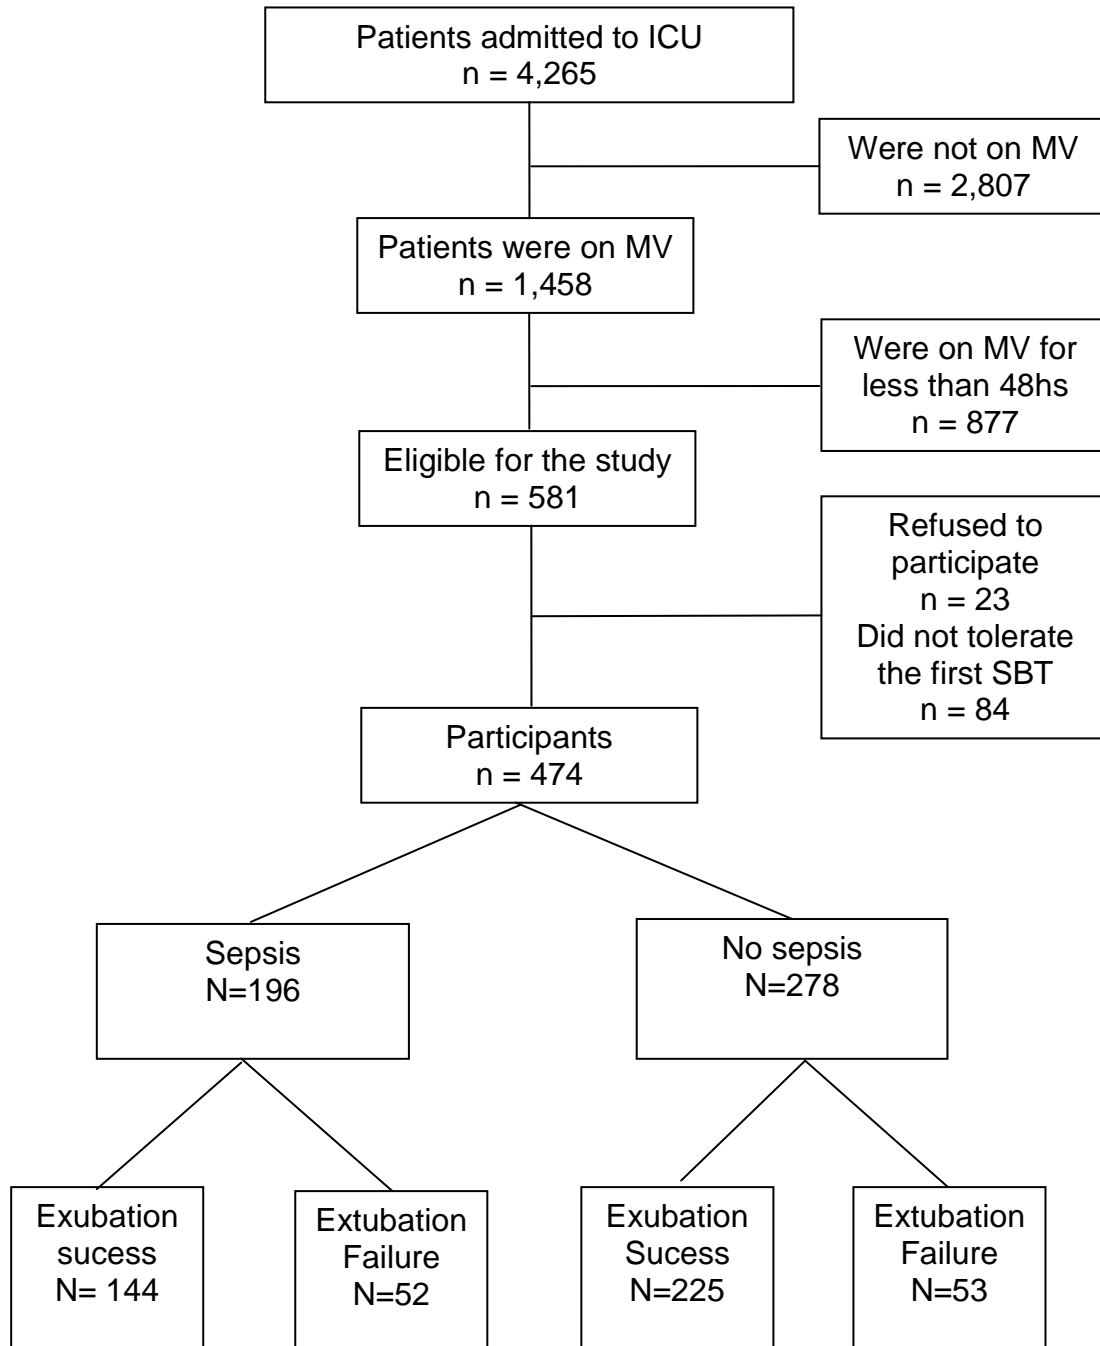 Patients admitted to ICU
n = 4,265
Were not on MV
n = 2,807
Patients were on MV
n = 1,458
Were on MV for
less than 48hs
n = 877
Eligible for the study
n = 581
Refused to
participate
n = 23
Did not tolerate
the first SBT
n = 84
Participants
n = 474
Sepsis
N=196
No sepsis
N=278
Exubation
sucess
N= 144
Extubation
Failure
N=52
Exubation
Sucess
N=225
Extubation
Failure
N=53